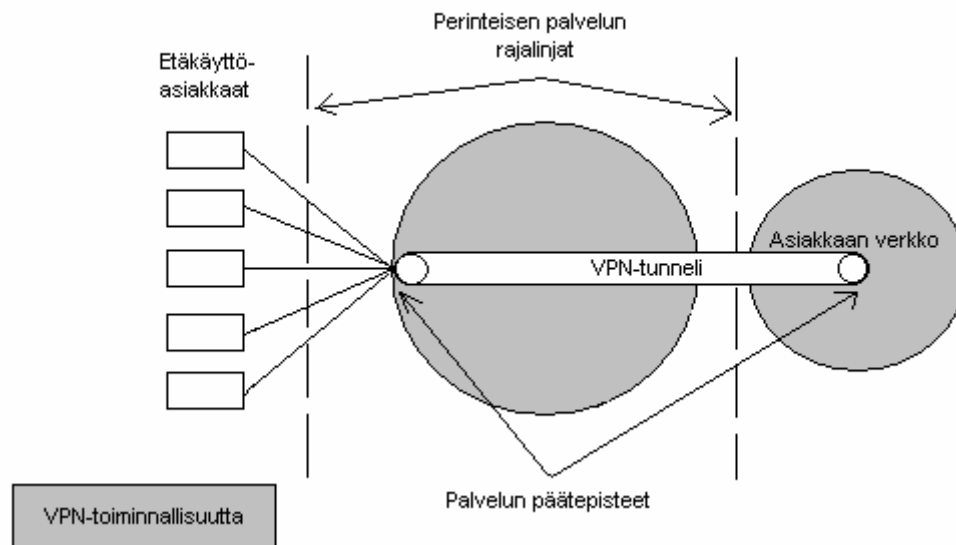 Perinteisen palvelun
rajalinjat
Etäkäyttö-
asiakkaat
Asiakkaan verkko
VPN-tunneli
Palvelun päätepisteet
VPN-toiminnallisuutta